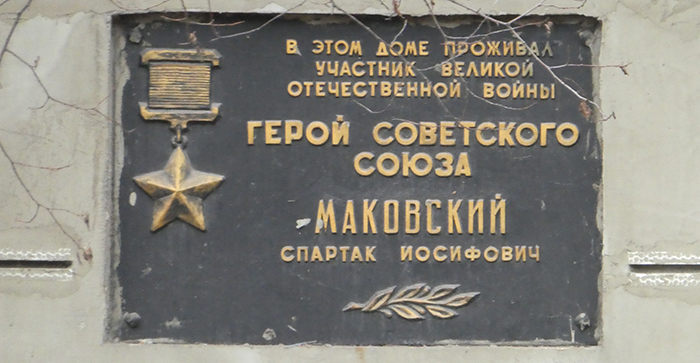 В ЭТОМ ДОМЕ ПРОЖИВАЛ
УЧАСТНИК ВЕЛИКОЙ
ОТЕЧЕСТВЕННОЙ ВОЙНЫ
ГЕРОЙ СОВЕТСКОГО
СОЮЗА
МАКОВСКИЙ
СПАРТАК ИОСИФОВИЧ